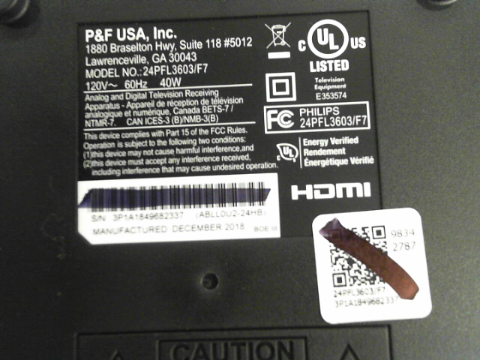 P&F USA, Inc.
1880 Braselton Hwy, Suite 118 #5012
Lawrenceville, GA 30043
MODEL NO.:24PFL3603/F7
120V~ 60Hz 40W
Analog and Digital Television Receiving
Apparatus - Appareil de réception de télévision
analogique et numérique, Canada BETS-7 /
NTMR-7. CAN ICES-3 (B)/NMB-3(B)
This device complies with Part 15 of the FCC Rules.
Operation is subject to the following two conditions:
(1)this device may not cause harmful interference,and
(2)this device must accept any interference received,
including interference that may cause undesired operation.
S/N 3P1A1849682337 (ABLL0U2-24HB)
MANUFACTURED DECEMBER 2018
C UL US
LISTED
Television
Equipment
E353574
FC PHILIPS
24PFL3603/F7
UL Energy Verified
Rendement
Énergétique Vérifié
HDMI
9834
2787
24PFL3603/F7
3P1A1849682337
CAUTION